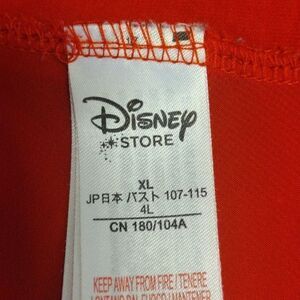 Disney
STORE
XL
JP日本 バスト 107-115
4L
CN 180/104A
KEEP AWAY FROM FIRE / TENERE
LONTANO DAL FUOCO / MANTENER